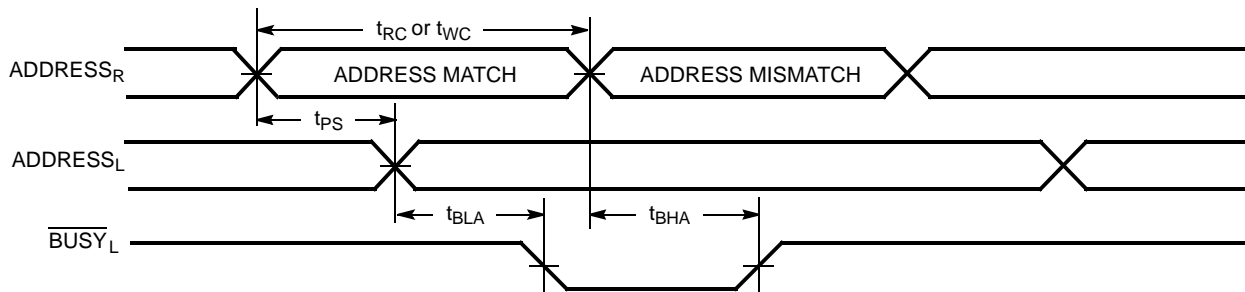 tRC or tWC
ADDRESSR
ADDRESS MATCH
ADDRESS MISMATCH
tPS
ADDRESSL
tBLA
tBHA
BUSYL